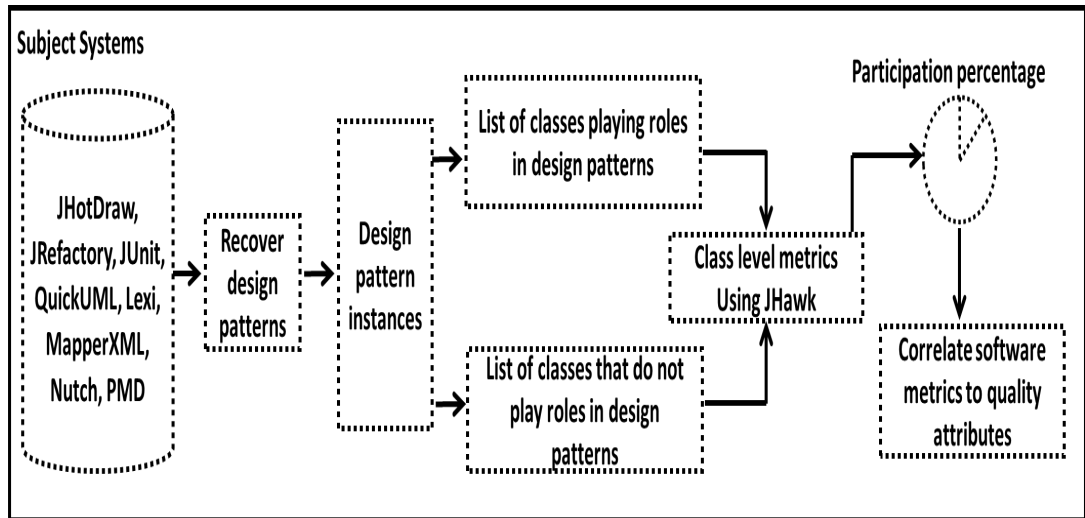 Subject Systems
JHotDraw,
JRefactory, JUnit,
QuickUML, Lexi,
MapperXML,
Nutch, PMD
Recover
design
patterns
Design
pattern
instances
List of classes playing roles
in design patterns
List of classes that do not
play roles in design
patterns
Class level metrics
Using JHawk
Participation percentage
Correlate software
metrics to quality
attributes